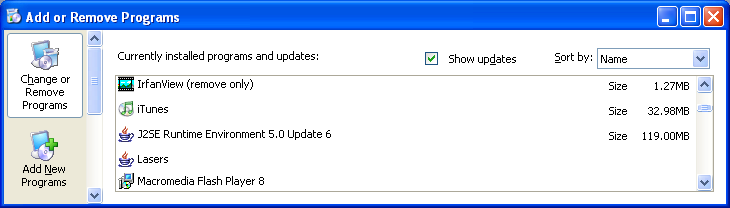 Add or Remove Programs
Change or
Remove
Programs
Add New
Programs
Currently installed programs and updates:
Show updates
Sort by: Name
IrfanView (remove only) Size 1.27MB
iTunes Size 32.98MB
J2SE Runtime Environment 5.0 Update 6 Size 119.00MB
Lasers
Macromedia Flash Player 8